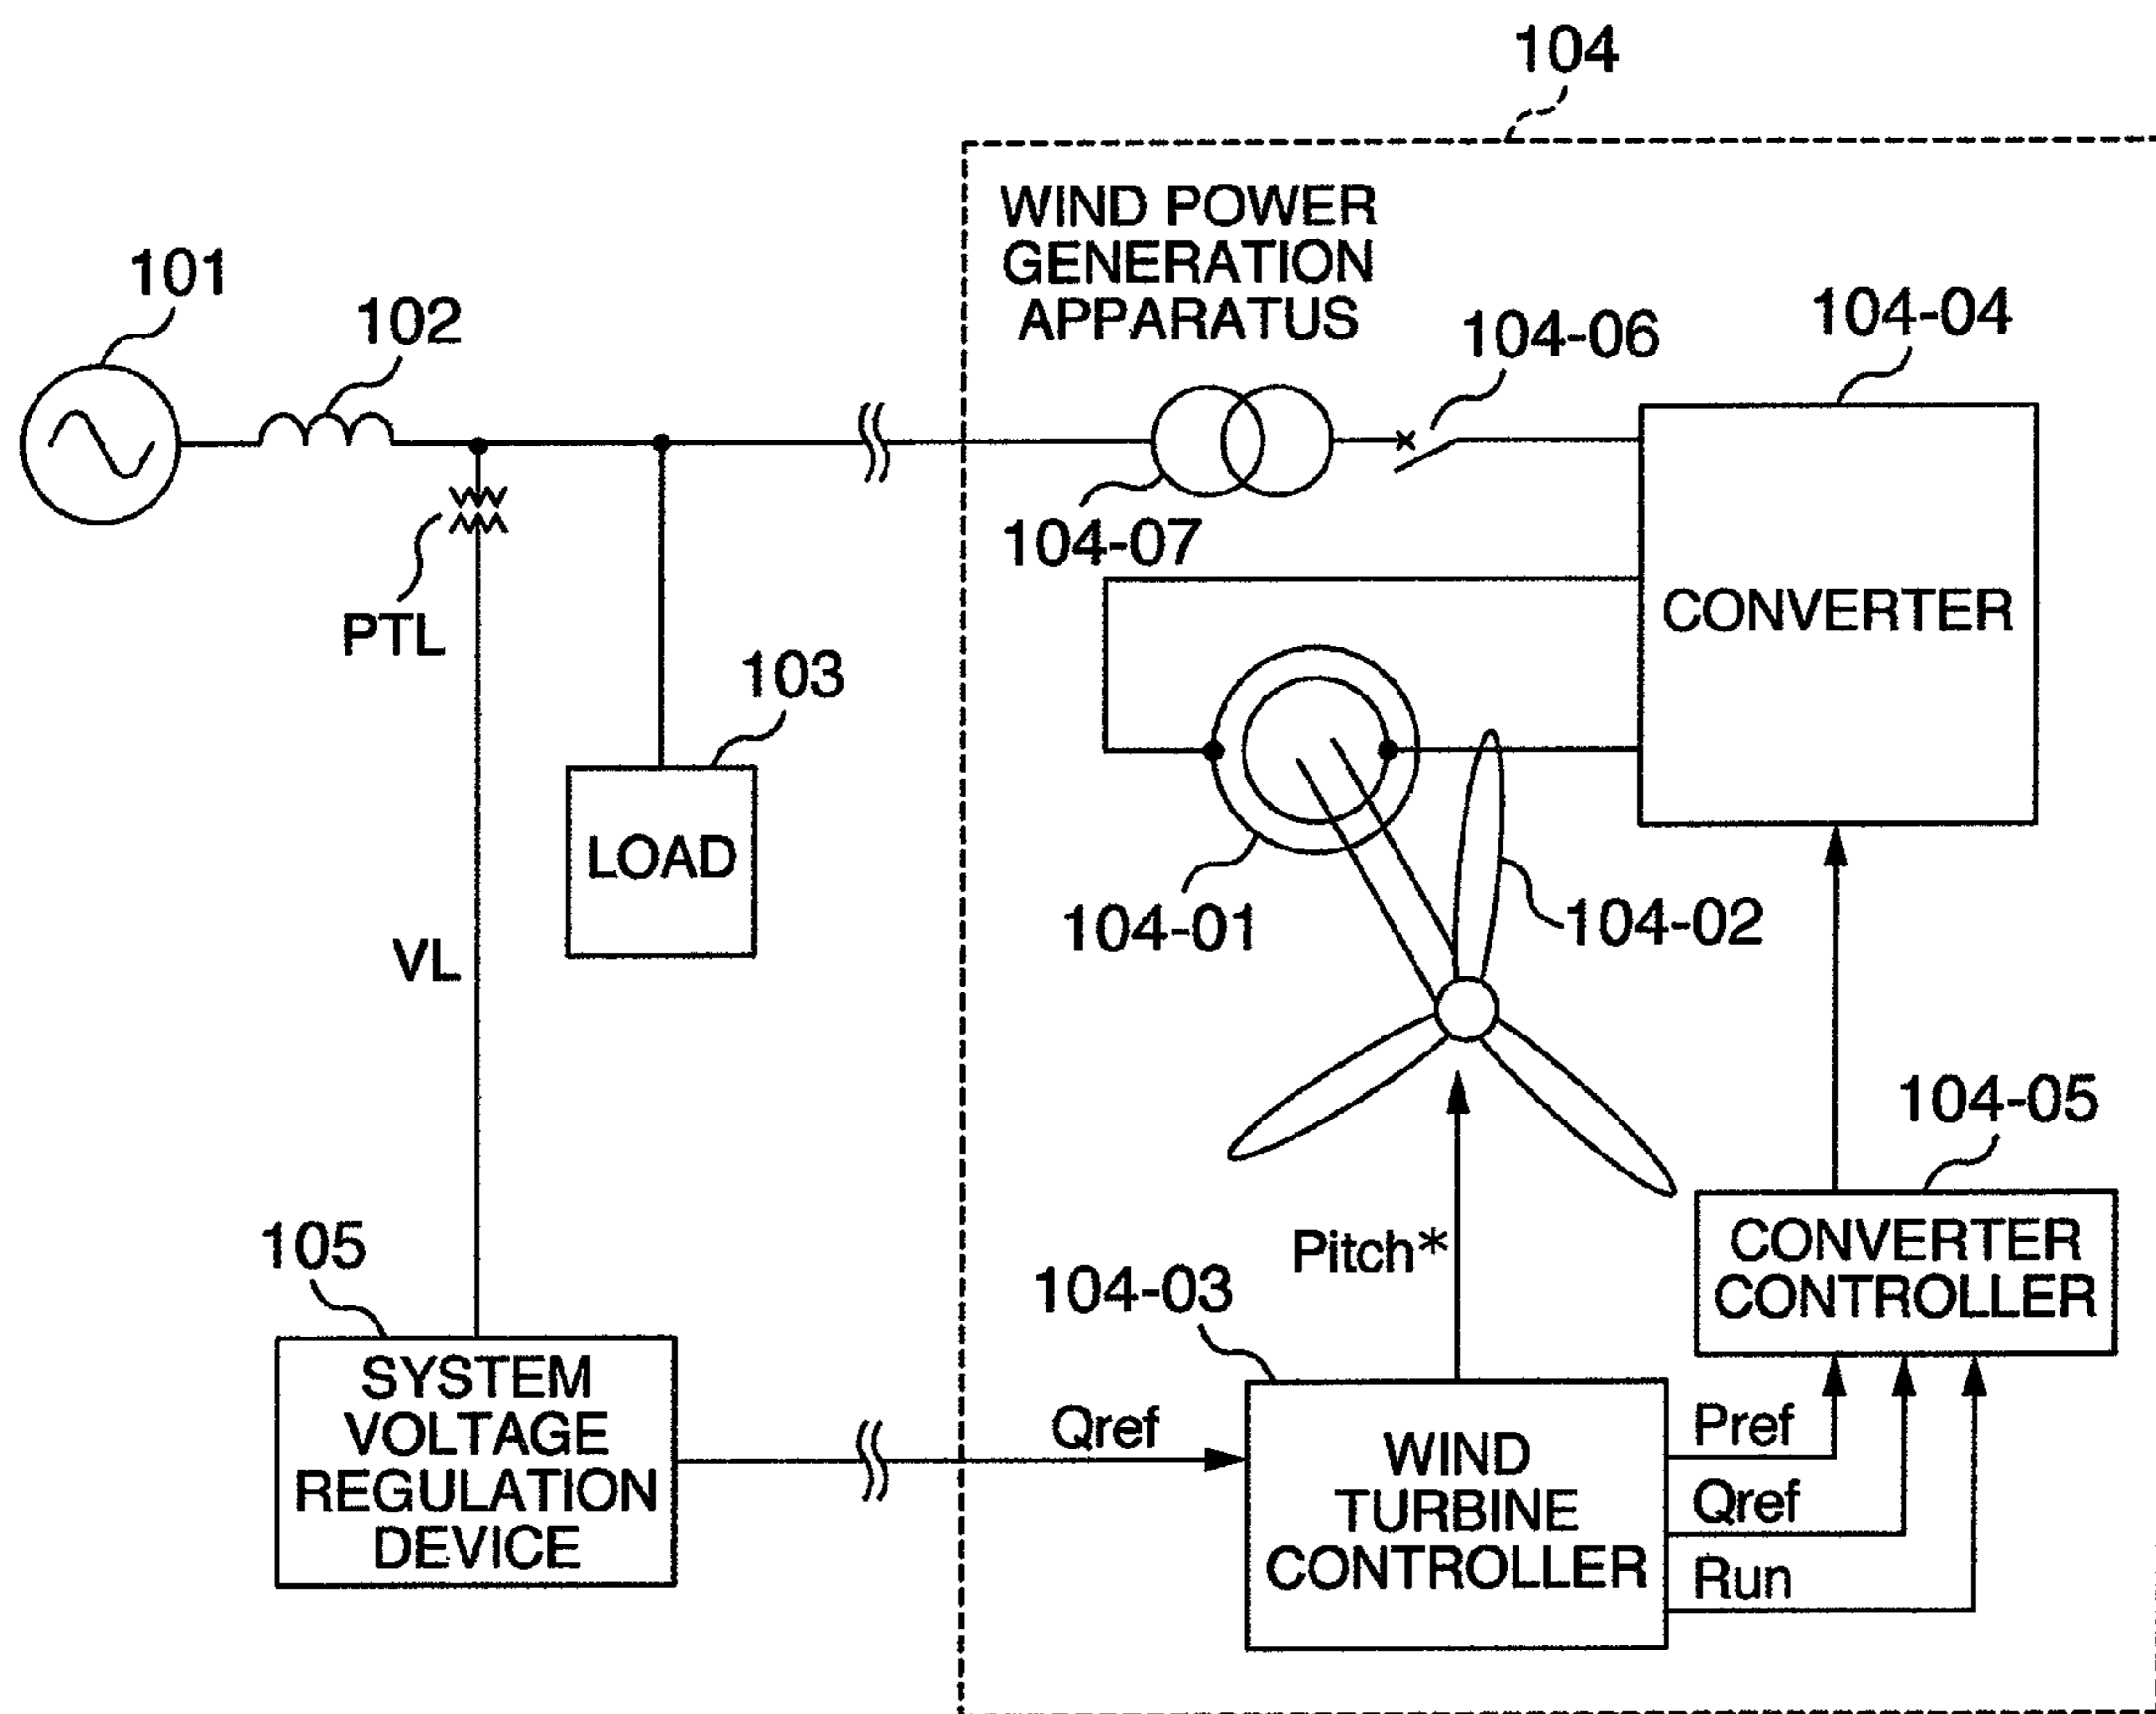 104
WIND POWER
GENERATION
APPARATUS
101
102
104-06
104-04
104-07
PTL
CONVERTER
103
LOAD
104-01
104-02
VL
104-05
CONVERTER
CONTROLLER
Pitch*
105
104-03
SYSTEM
VOLTAGE
REGULATION
DEVICE
Qref
WIND
TURBINE
CONTROLLER
Pref
Qref
Run